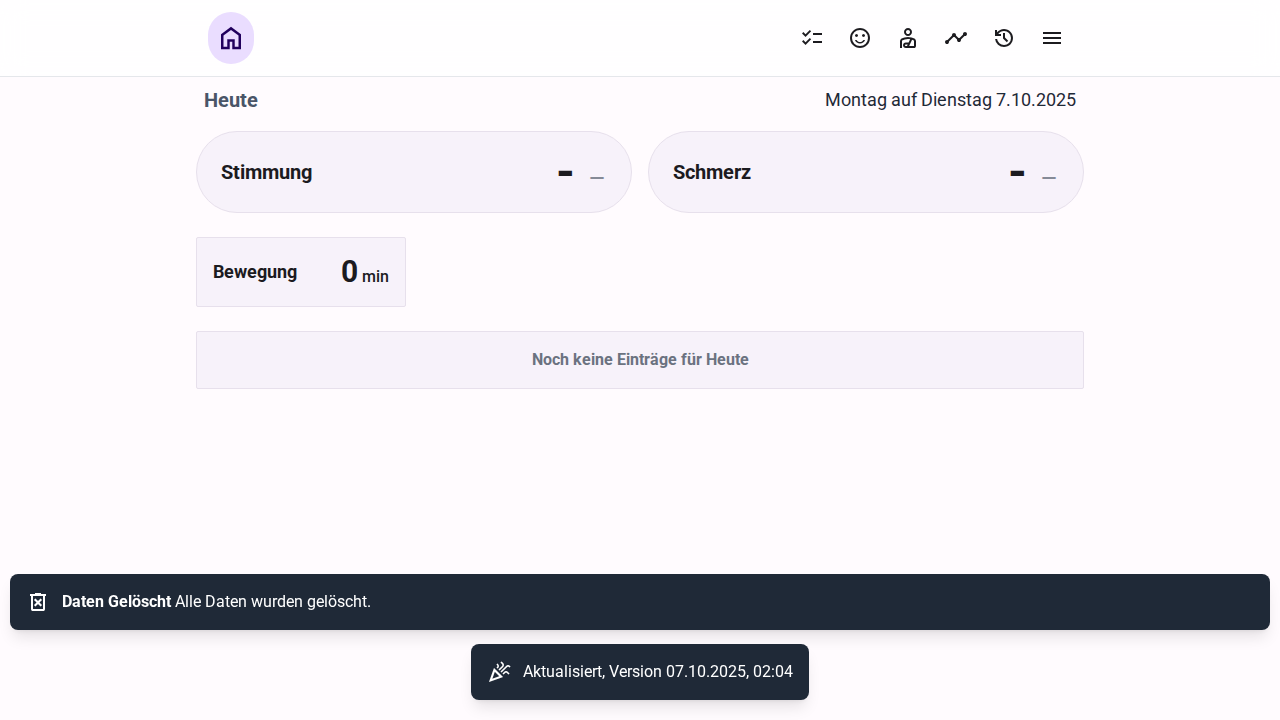 Heute
Montag auf Dienstag 7.10.2025
Stimmung - –
Schmerz - –
Bewegung 0 min
Noch keine Einträge für Heute
Daten Gelöscht Alle Daten wurden gelöscht.
Aktualisiert, Version 07.10.2025, 02:04